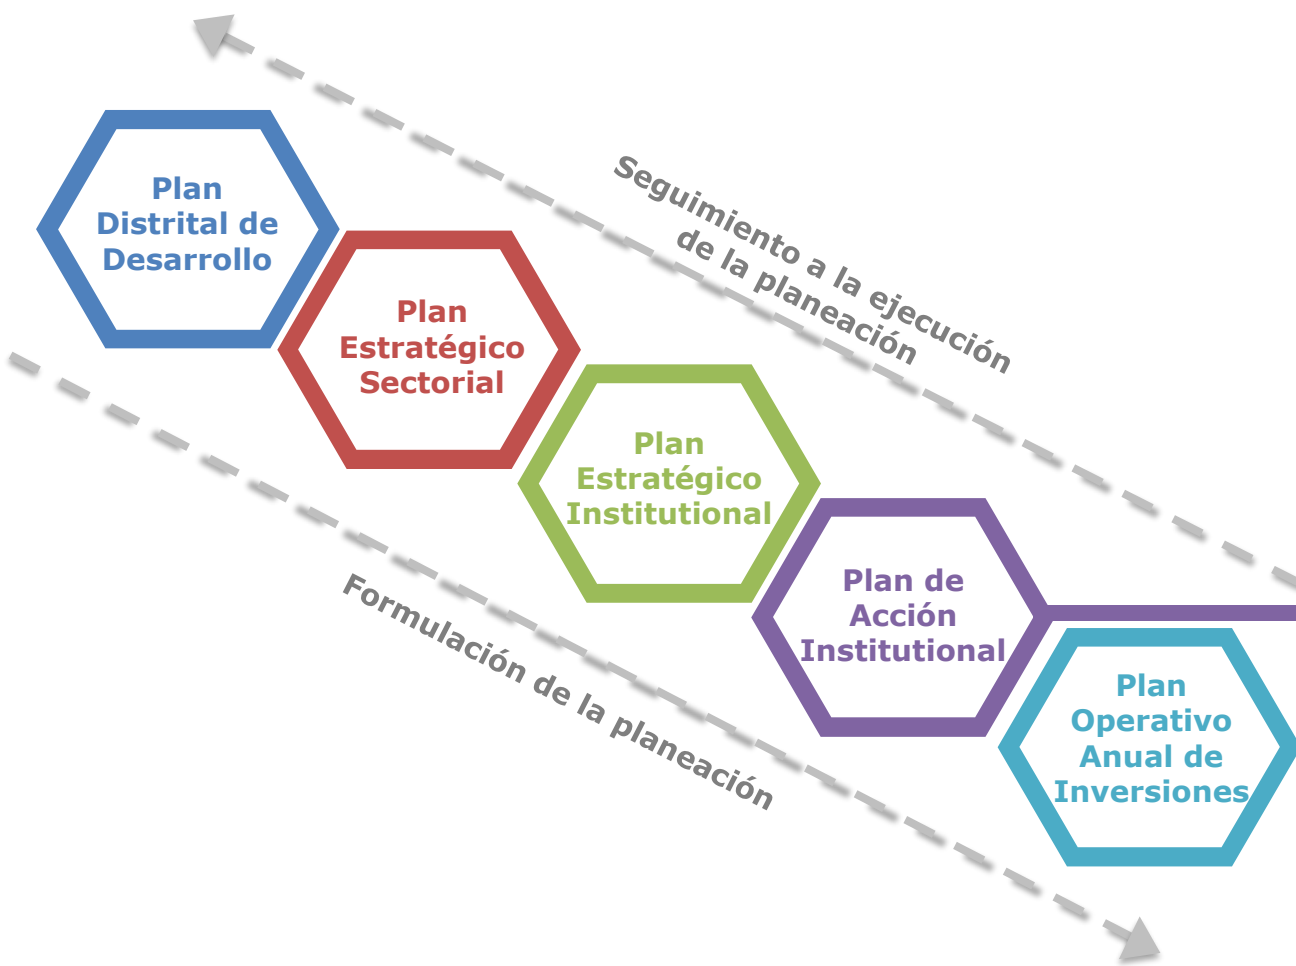 Plan
Distrital de
Desarrollo
Seguimiento a la ejecución
de la planeación
Plan
Estratégico
Sectorial
Plan
Estratégico
Institutional
Plan de
Acción
Institutional
Formulación de la planeación
Plan
Operativo
Anual de
Inversiones